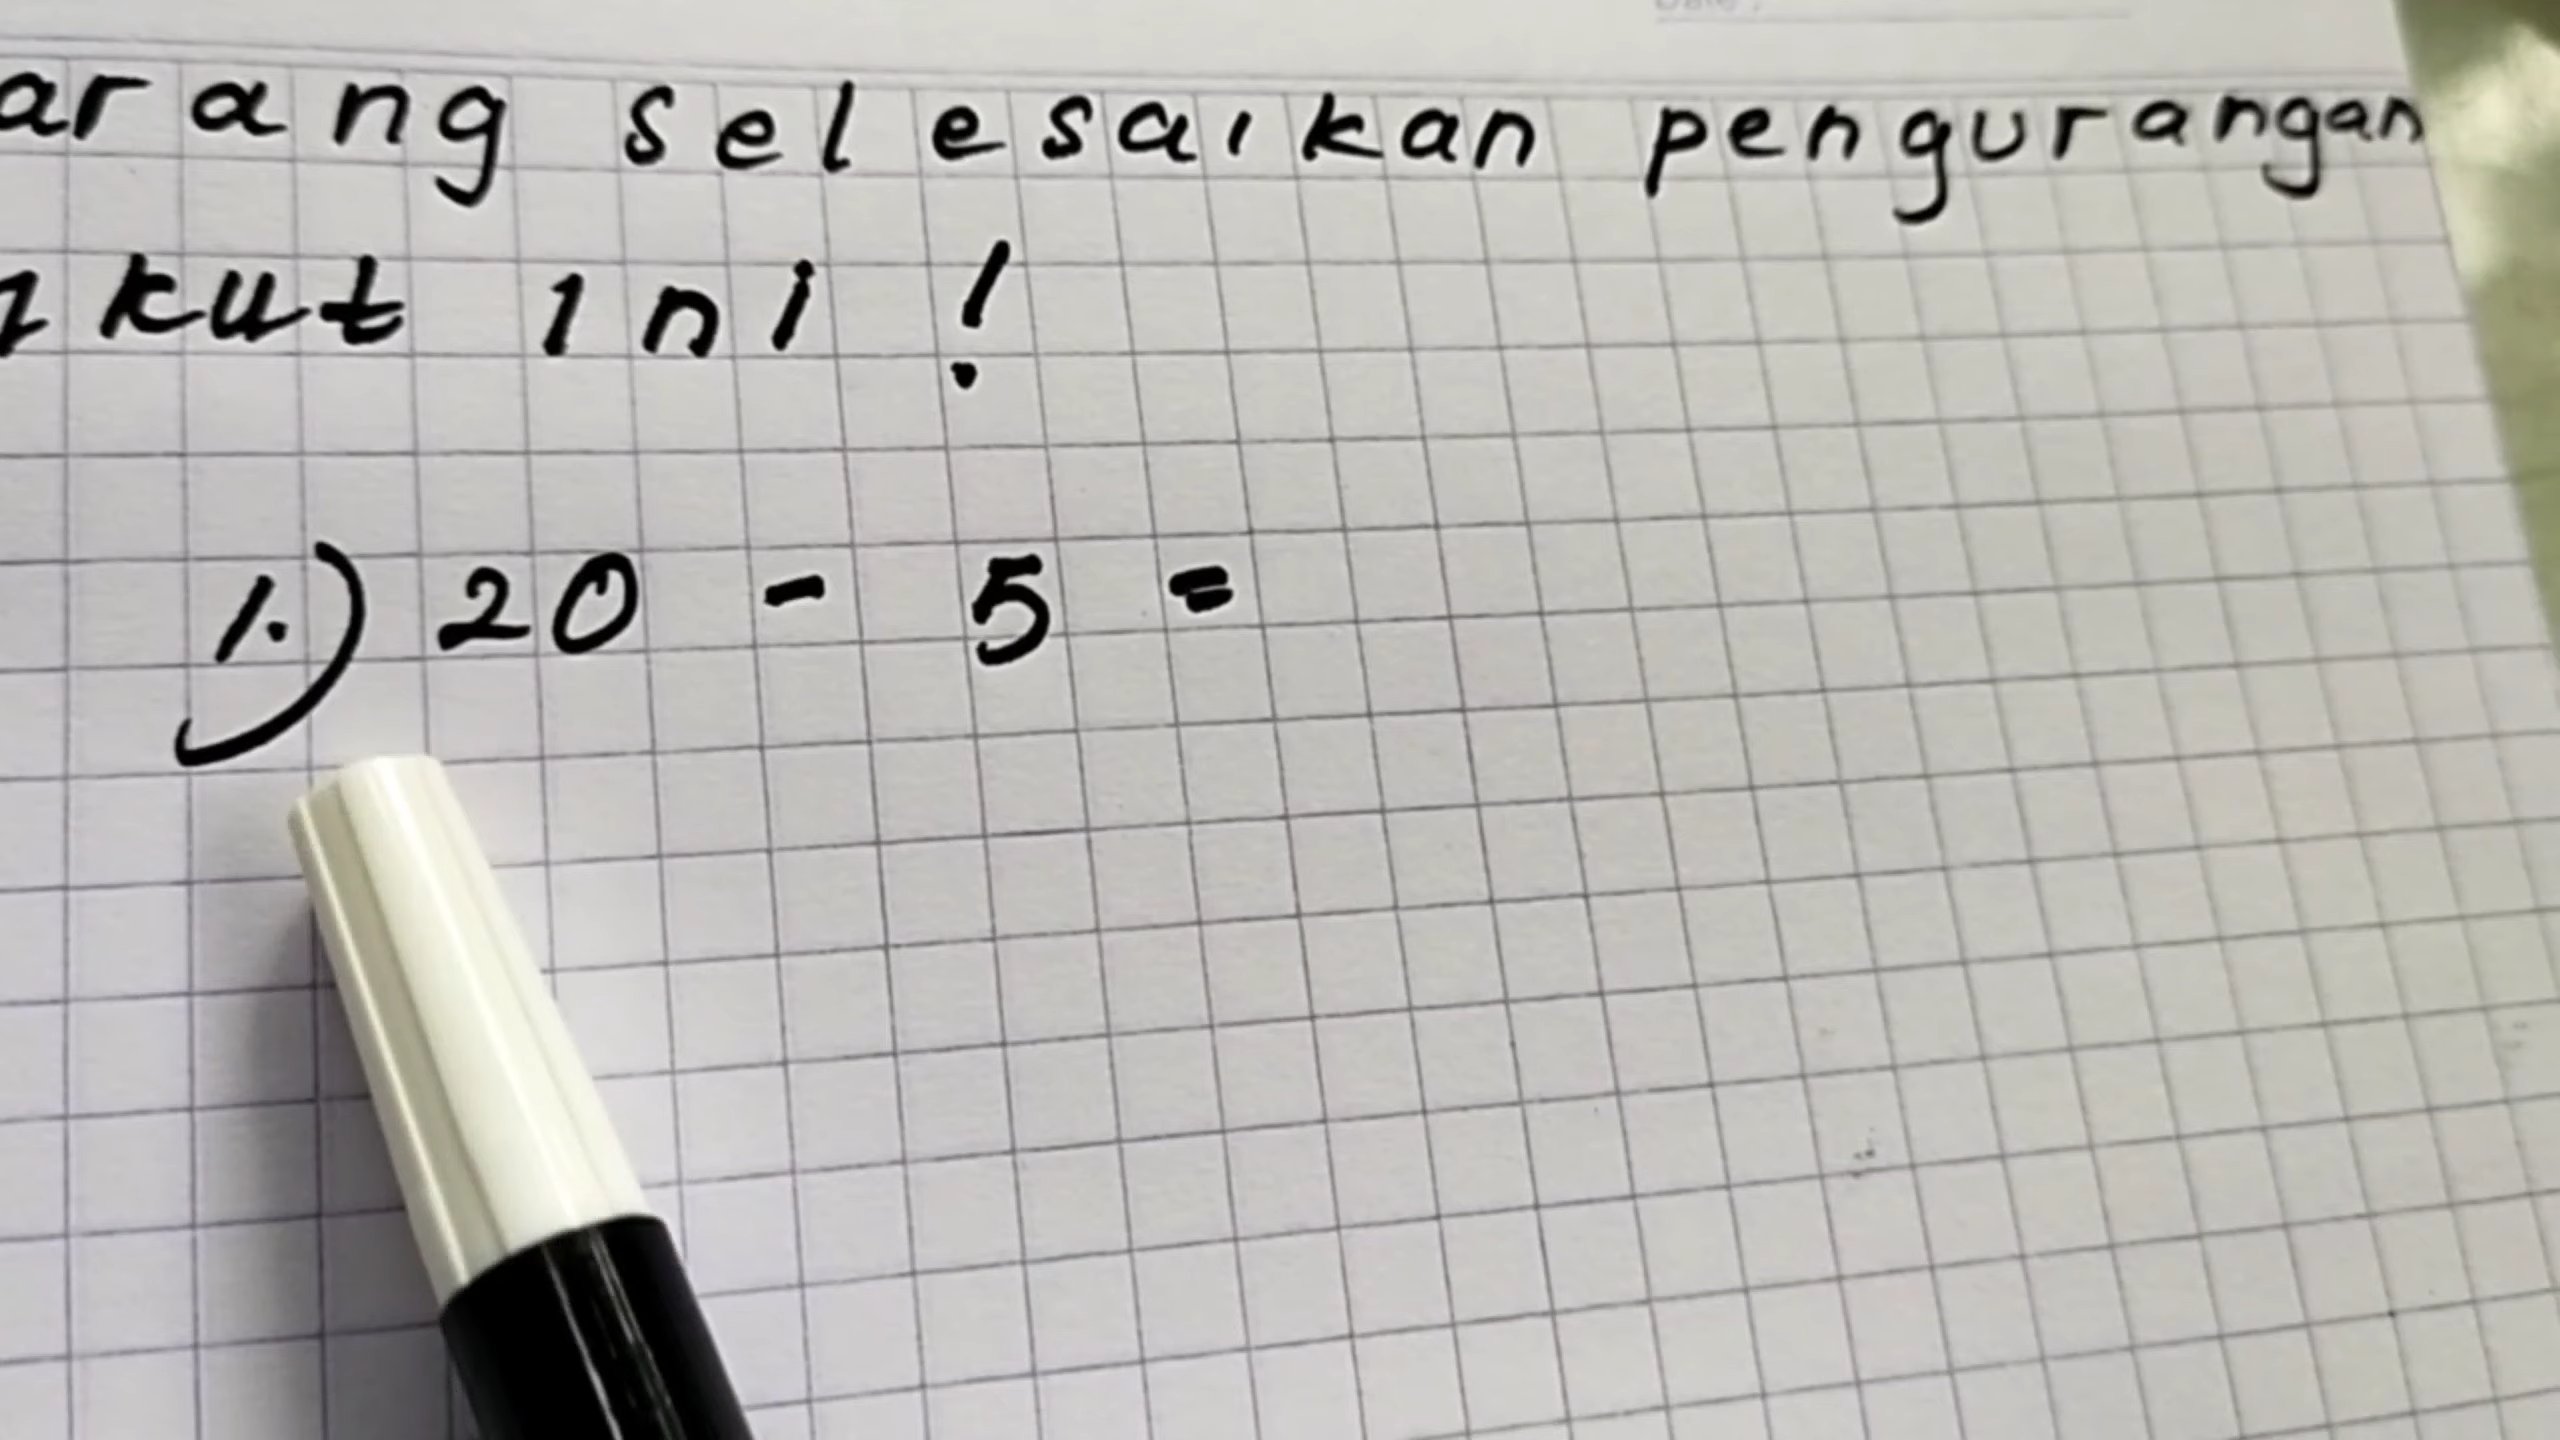 arang selesaikan pengurangan
kut ini !
1.) 20 - 5 =